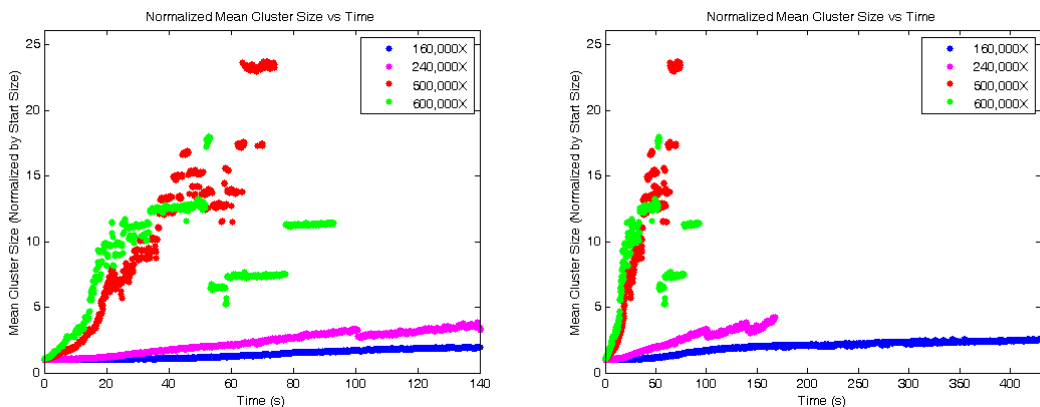 Normalized Mean Cluster Size vs Time
Mean Cluster Size (Normalized by Start Size)
25
20
15
10
5
0
0 20 40 60 80 100 120 140
Time (s)
160,000X
240,000X
500,000X
600,000X
Normalized Mean Cluster Size vs Time
Mean Cluster Size (Normalized by Start Size)
25
20
15
10
5
0
0 50 100 150 200 250 300 350 400
Time (s)
160,000X
240,000X
500,000X
600,000X